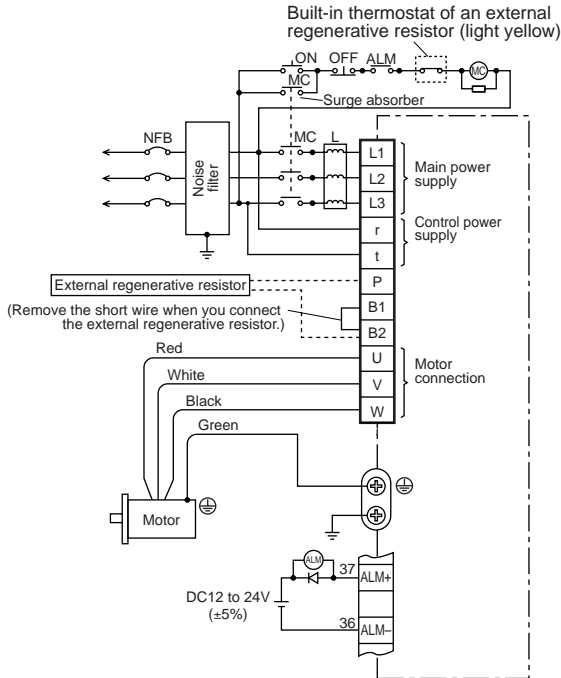 Built-in thermostat of an external
regenerative resistor (light yellow)
ON OFF ALM
MC
MC
Surge absorber
NFB
Noise
filter
MC L
L1
L2
L3
Main power
supply
r
t
Control power
supply
P
External regenerative resistor
B1
(Remove the short wire when you connect
the external regenerative resistor.)
B2
Red
U
White
V
Motor
connection
Black
W
Green
Motor
ALM
37
ALM+
DC12 to 24V
(±5%)
36
ALM–